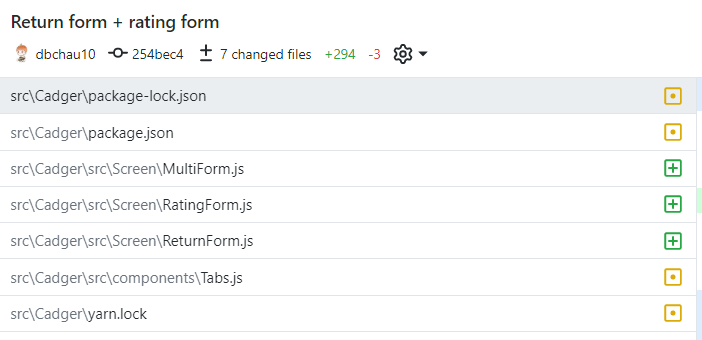 Return form + rating form
dbchau10 254bec4 7 changed files +294 -3
src\Cadger\package-lock.json
src\Cadger\package.json
src\Cadger\src\Screen\MultiForm.js
src\Cadger\src\Screen\RatingForm.js
src\Cadger\src\Screen\ReturnForm.js
src\Cadger\src\components\Tabs.js
src\Cadger\yarn.lock